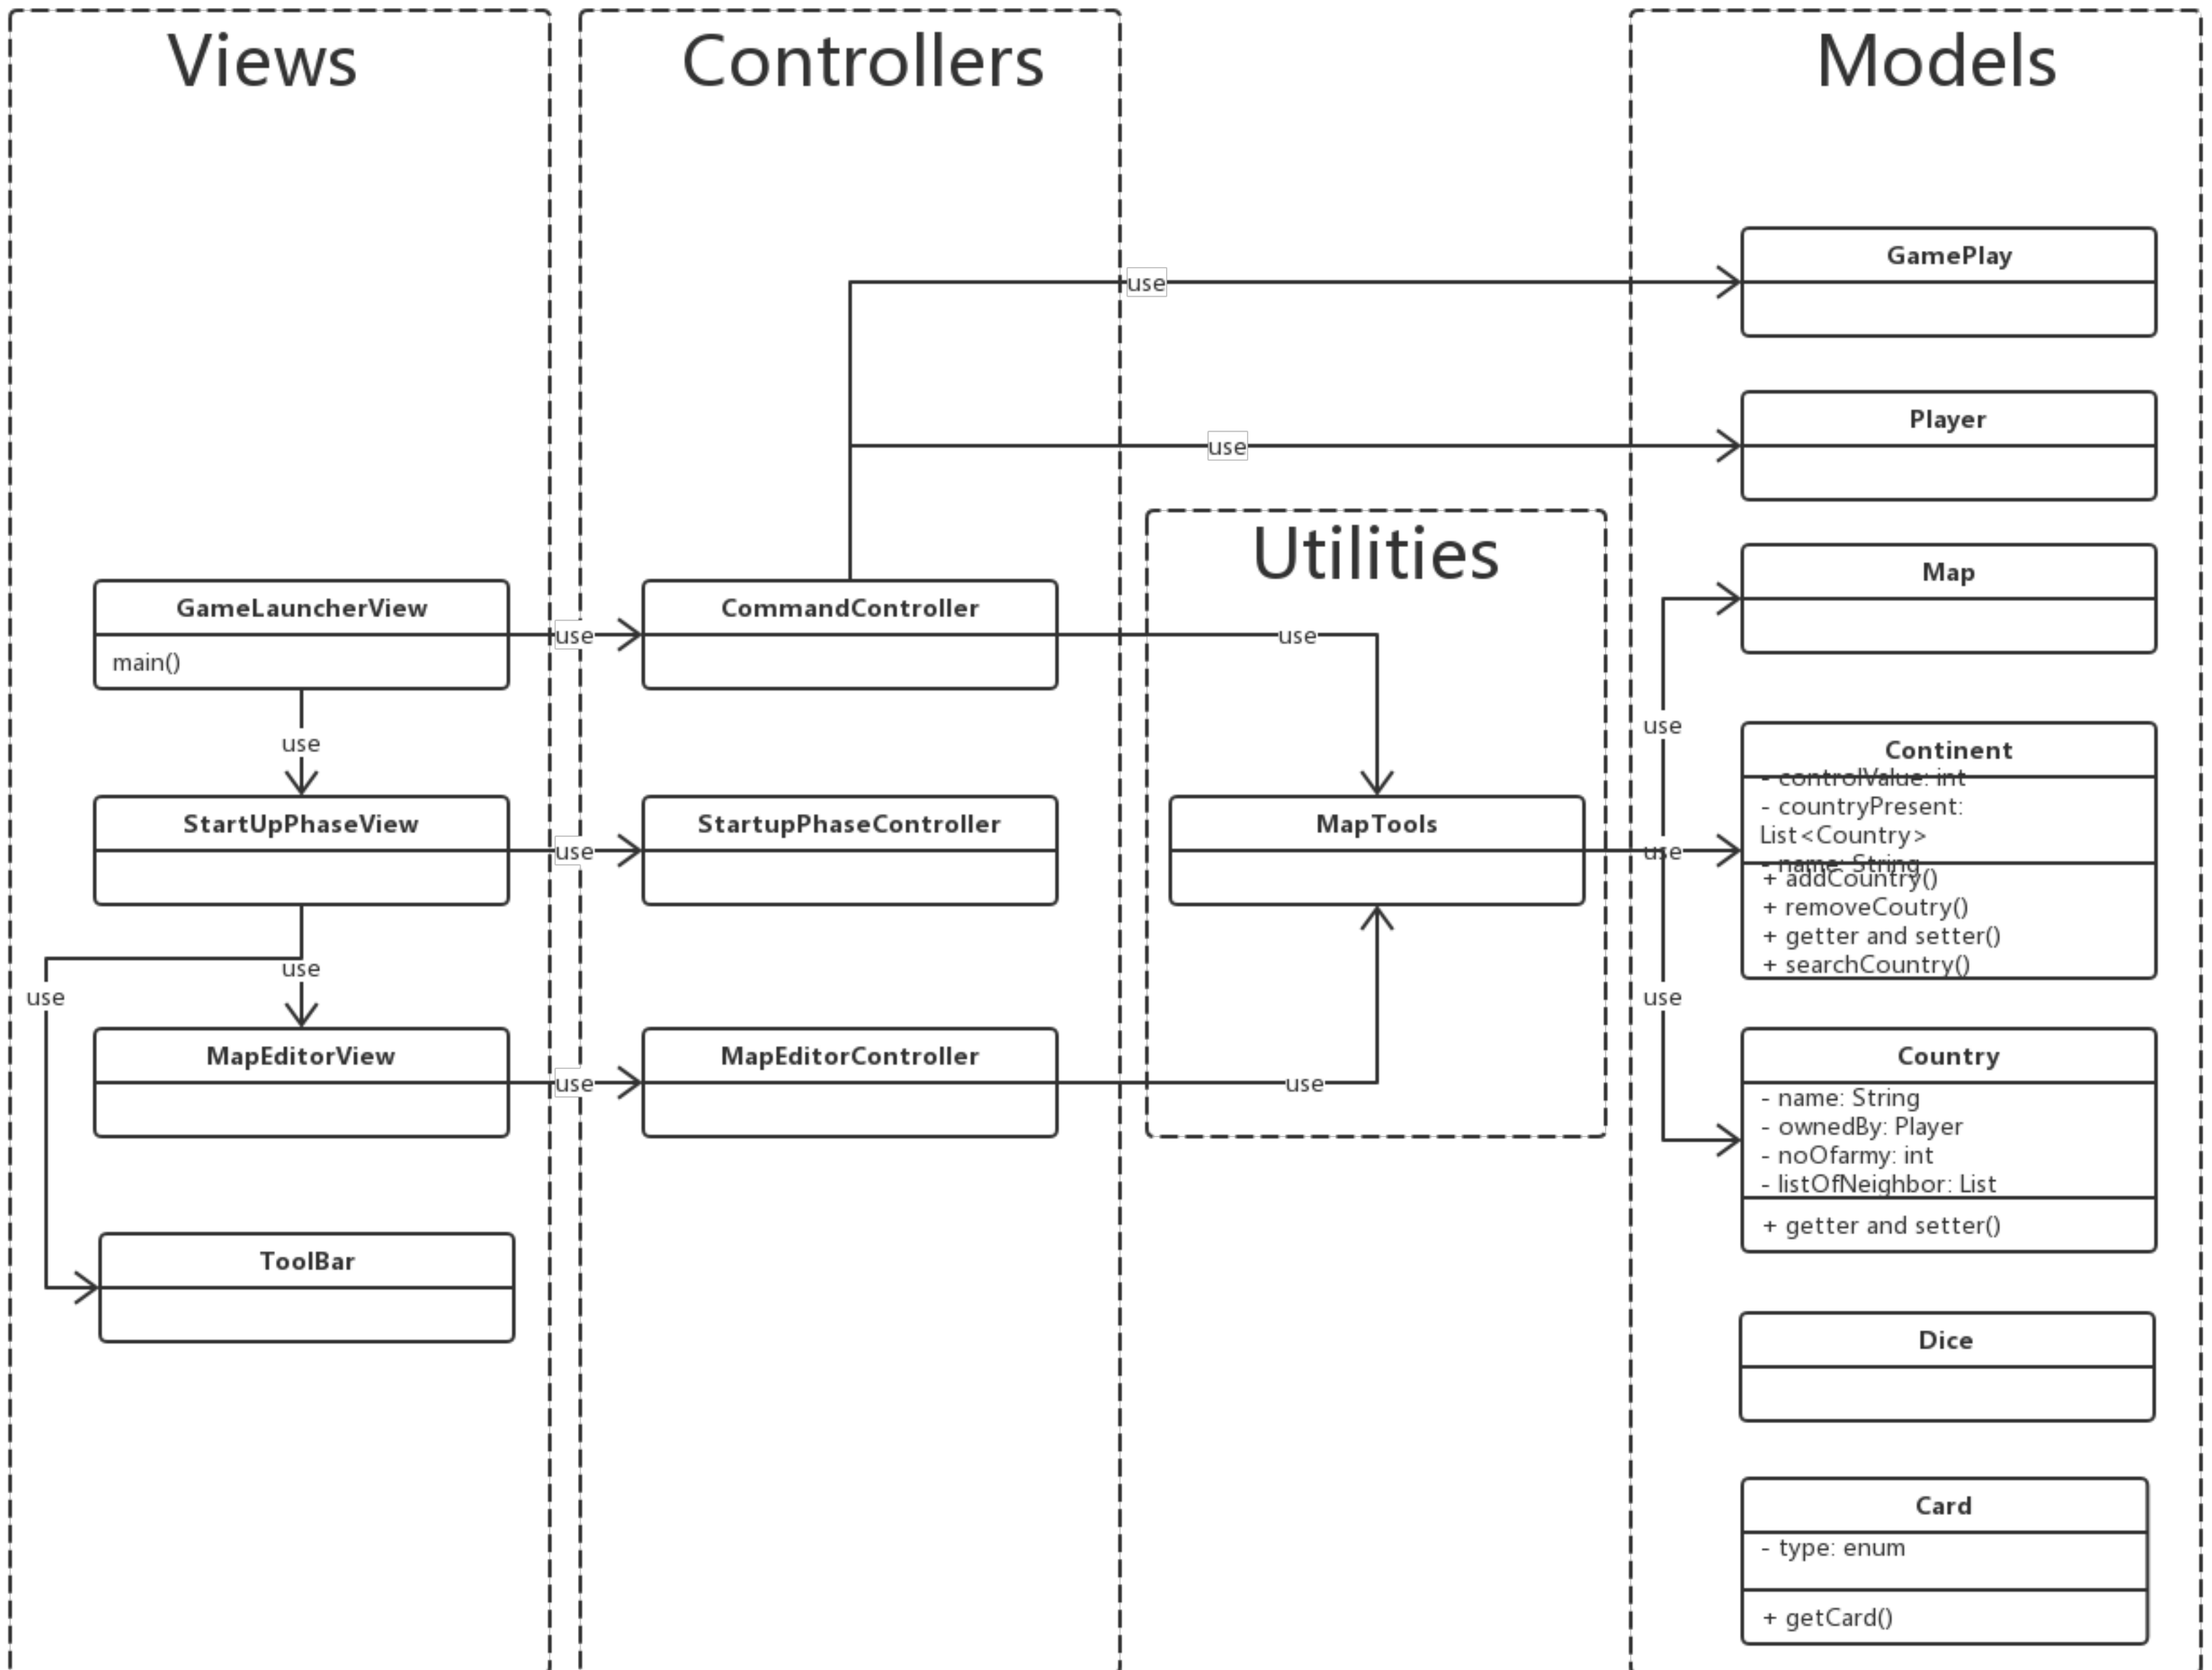 Views
Controllers
Models
GamePlay
use
Player
use
Utilities
Map
GameLauncherView
main()
use
CommandController
use
use
use
Continent
- controlValue: int
- countryPresent:
List<Country>
- name: String
+ addCountry()
+ removeCoutry()
+ getter and setter()
+ searchCountry()
StartUpPhaseView
use
StartupPhaseController
MapTools
use
use
use
use
MapEditorView
use
MapEditorController
use
Country
- name: String
- ownedBy: Player
- noOfarmy: int
- listOfNeighbor: List
+ getter and setter()
ToolBar
Dice
Card
- type: enum
+ getCard()